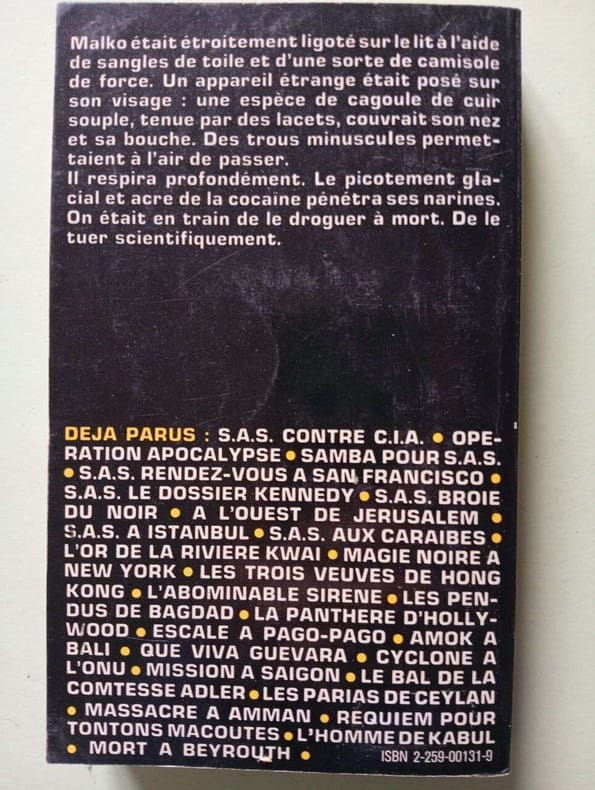 Malko était étroitement ligoté sur le lit à l'aide
de sangles de toile et d'une sorte de camisole
de force. Un appareil étrange était posé sur
son visage : une espèce de cagoule de cuir
souple, tenue par des lacets, couvrait son nez
et sa bouche. Des trous minuscules permet-
taient à l'air de passer.
Il respira profondément. Le picotement gla-
cial et acre de la cocaïne pénétra ses narines.
On était en train de le droguer à mort. De le
tuer scientifiquement.
DEJA PARUS : S.A.S. CONTRE C.I.A. • OPE-
RATION APOCALYPSE • SAMBA POUR S.A.S.
• S.A.S. RENDEZ-VOUS A SAN FRANCISCO •
S.A.S. LE DOSSIER KENNEDY • S.A.S. BROIE
DU NOIR • A L'OUEST DE JERUSALEM •
S.A.S. A ISTANBUL • S.A.S. AUX CARAIBES •
L'OR DE LA RIVIERE KWAI • MAGIE NOIRE A
NEW YORK • LES TROIS VEUVES DE HONG
KONG • L'ABOMINABLE SIRENE • LES PEN-
DUS DE BAGDAD • LA PANTHERE D'HOLLY-
WOOD • ESCALE A PAGO-PAGO • AMOK A
BALI • QUE VIVA GUEVARA • CYCLONE A
L'ONU • MISSION A SAIGON • LE BAL DE LA
COMTESSE ADLER • LES PARIAS DE CEYLAN
• MASSACRE A AMMAN • REQUIEM POUR
TONTONS MACOUTES • L'HOMME DE KABUL
• MORT A BEYROUTH • ISBN 2-259-00131-9